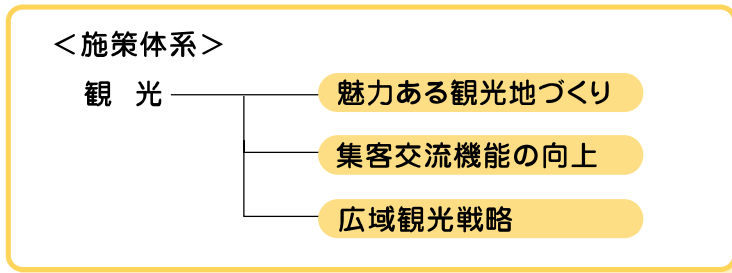 ＜施策体系＞
観 光
魅力ある観光地づくり
集客交流機能の向上
広域観光戦略